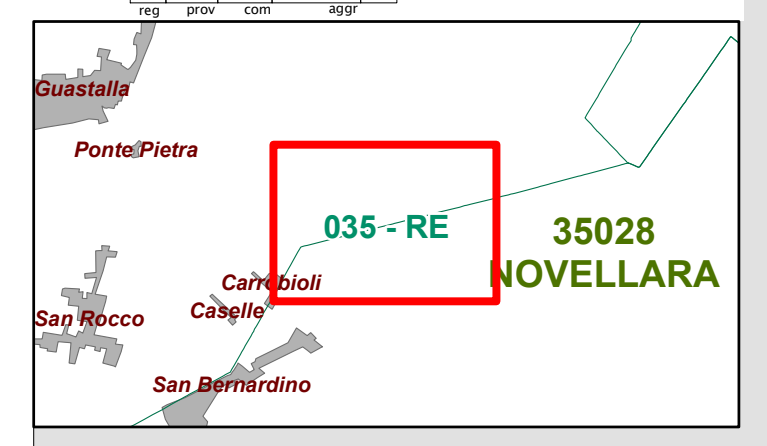 reg prov com aggr
Guastalla
Ponte Pietra
035 - RE
35028
NOVELLARA
Carrobioli
Caselle
San Rocco
San Bernardino